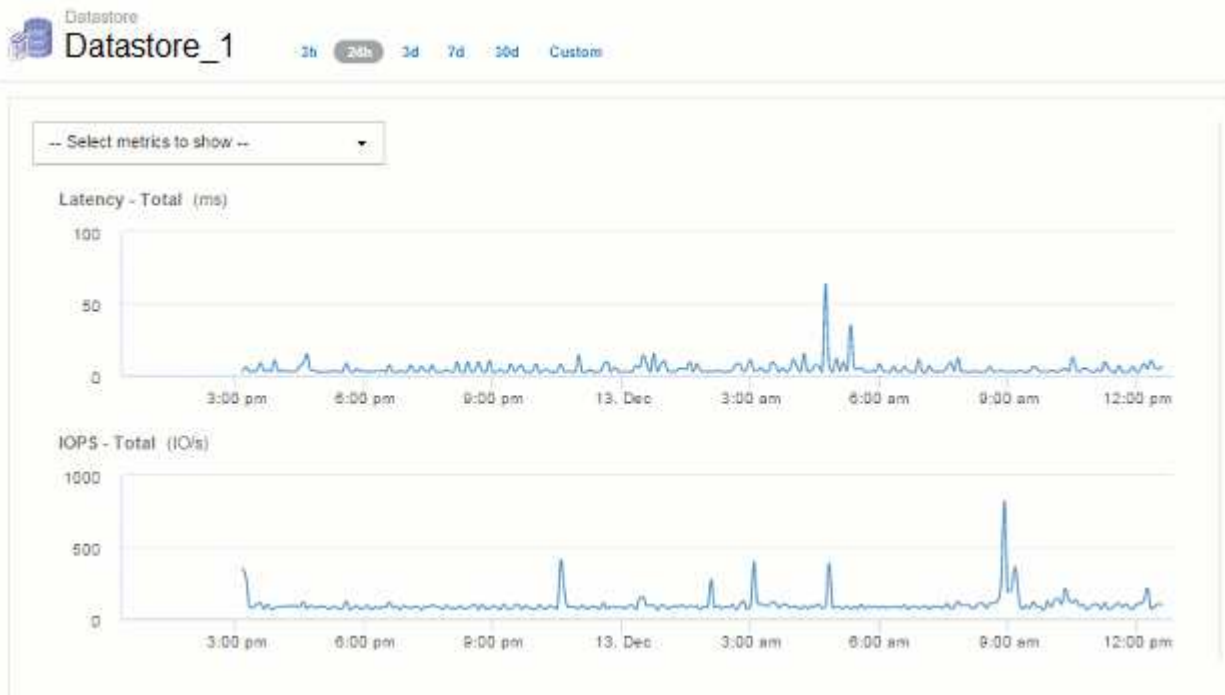 Datastore
Datastore_1
3h 24h 3d 7d 30d Custom
-- Select metrics to show --
Latency - Total (ms)
100
50
0
3:00 pm 6:00 pm 9:00 pm 13. Dec 3:00 am 6:00 am 9:00 am 12:00 pm
IOPS - Total (IO/s)
1000
500
0
3:00 pm 6:00 pm 9:00 pm 13. Dec 3:00 am 6:00 am 9:00 am 12:00 pm